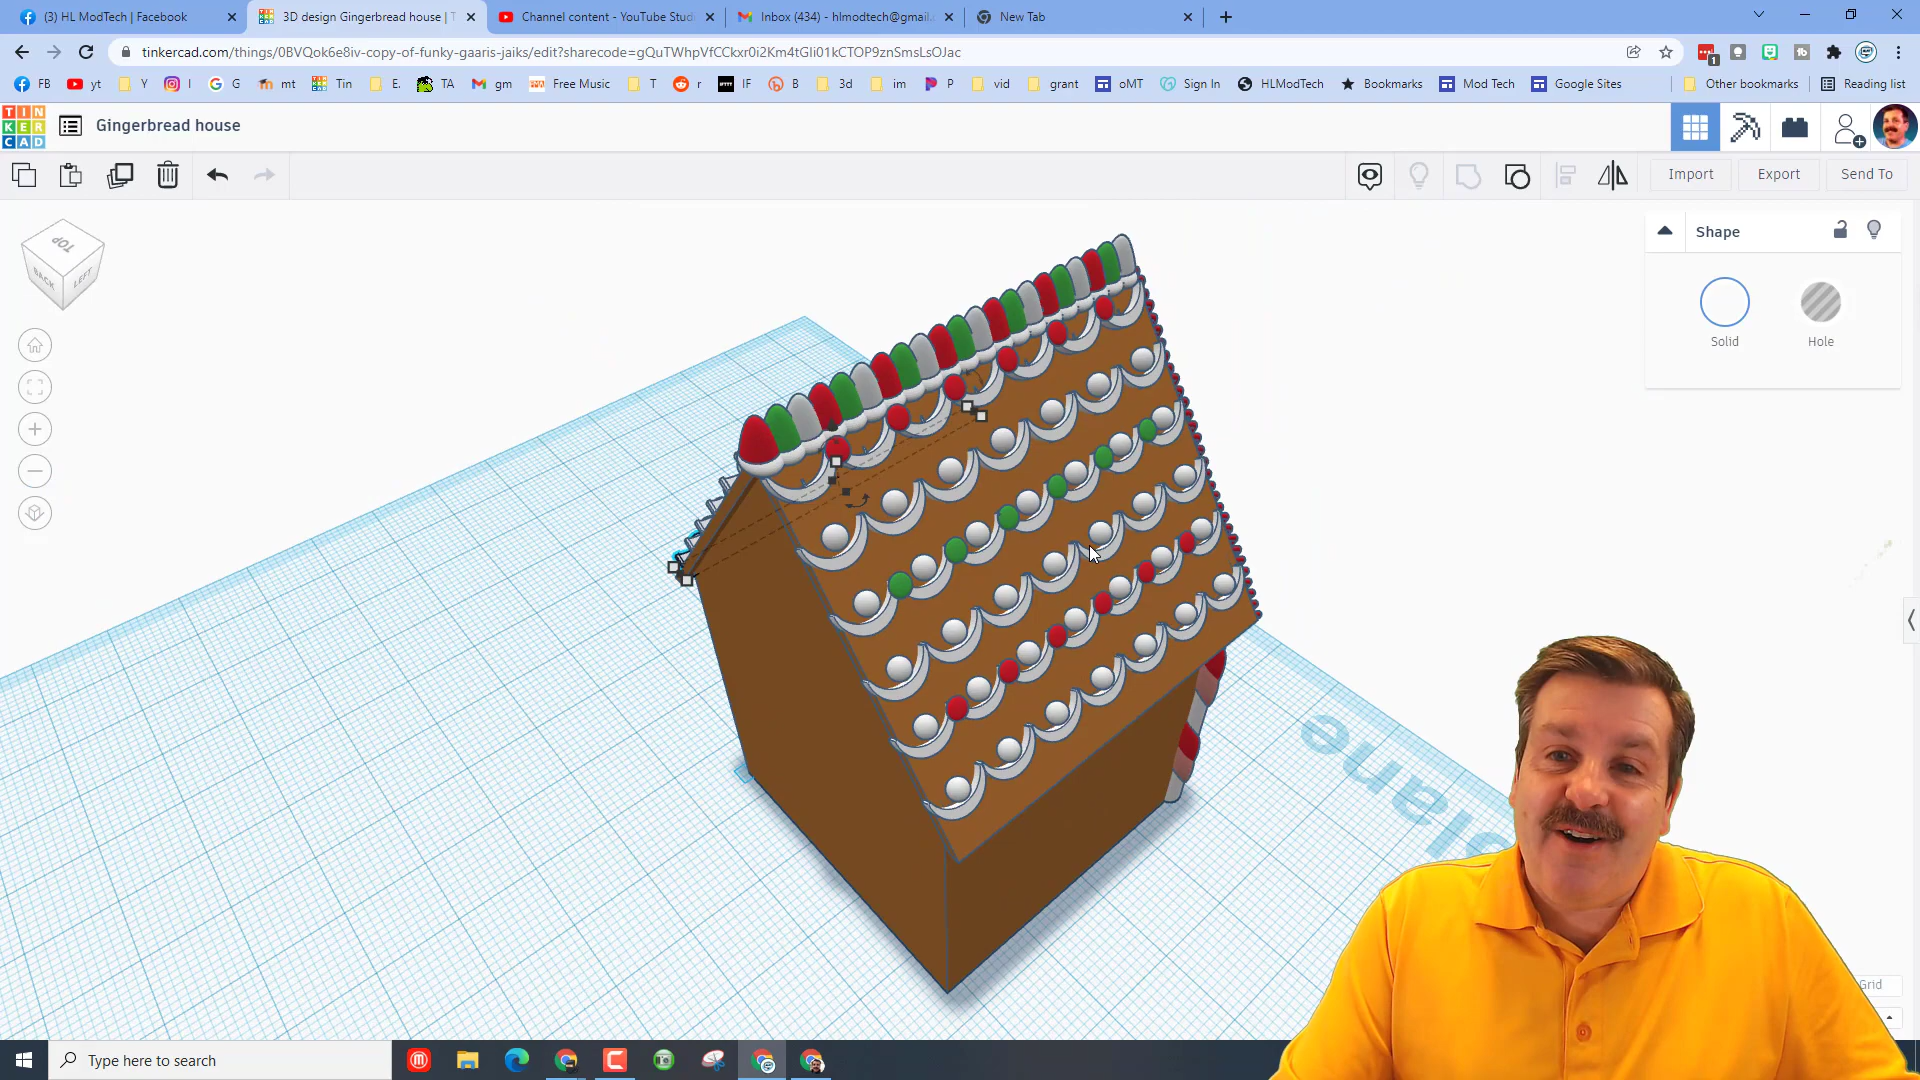 (3) HL ModTech | Facebook
3D design Gingerbread house | T
Channel content - YouTube Stud
Inbox (434) - hlmodtech@gmail.c
New Tab
tinkercad.com/things/0BVQok6e8iv-copy-of-funky-gaaris-jaiks/edit?sharecode=gQuTWhpVfCCkxr0i2Km4tGli01kCTOP9znSmsLsOJac
1
FB
yt
Y
I
G
mt
Tin
E.
TA
gm
Free Music
T
r
IF
B
3d
im
P
vid
grant
oMT
Sign In
HLModTech
Bookmarks
Mod Tech
Google Sites
Other bookmarks
Reading list
TIN
KER
CAD
Gingerbread house
Import
Export
Send To
TOP
BACK
LEFT
Shape
Solid
Hole
plane
Grid
Type here to search